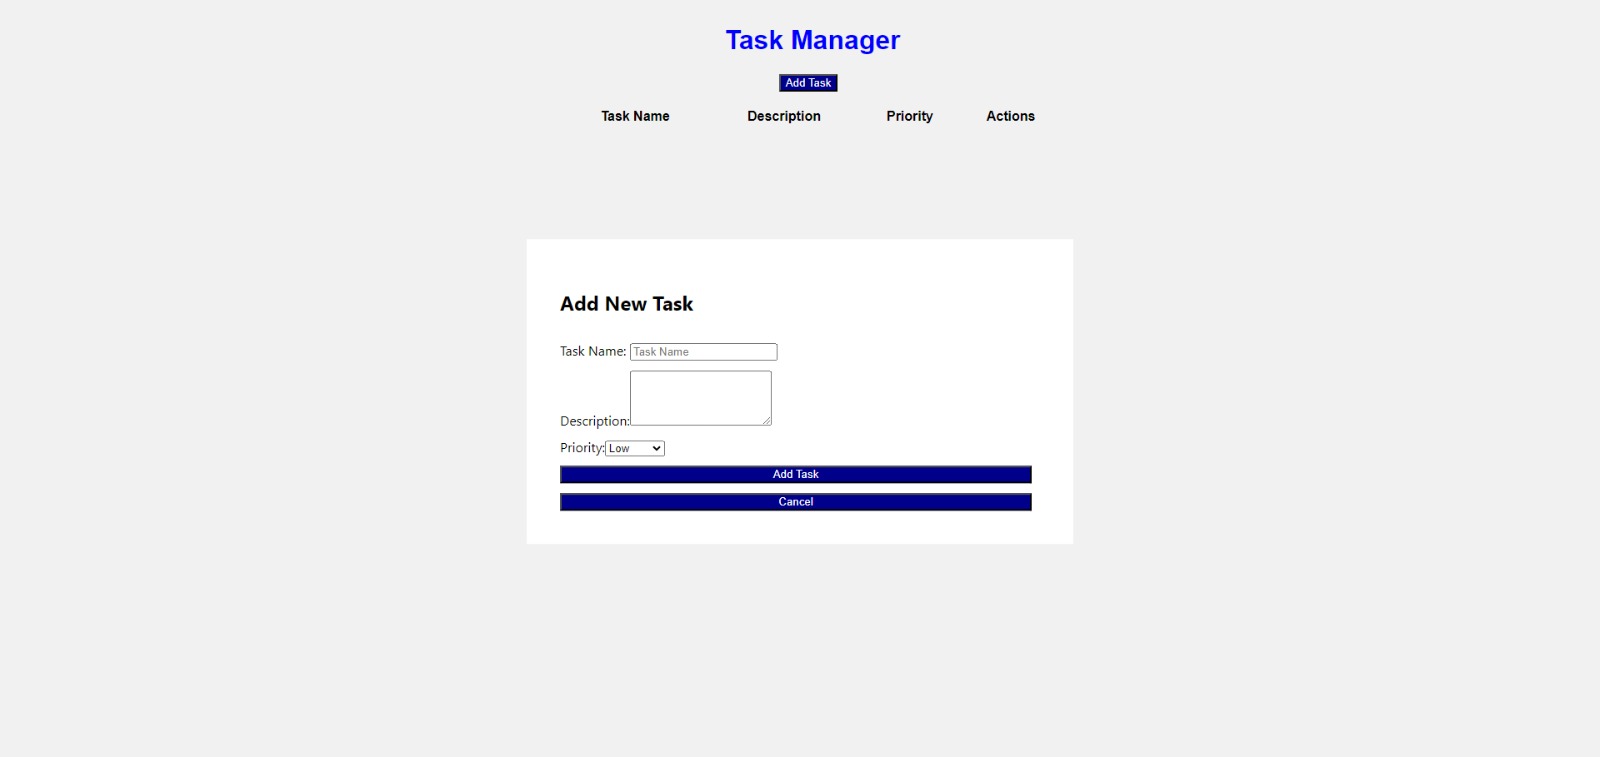 Task Manager
Add Task
Task Name Description Priority Actions
Add New Task
Task Name: Task Name
Description:
Priority: Low
Add Task
Cancel